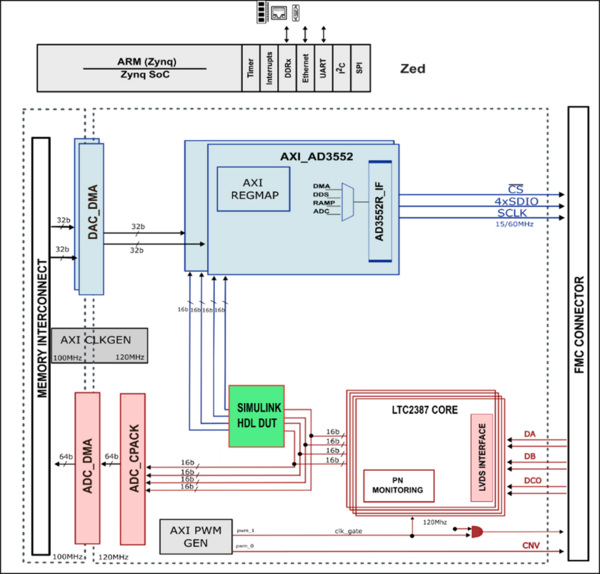 ARM (Zynq)
Zynq SoC
Timer
Interrupts
DDRx
Ethernet
UART
I²C
SPI
Zed
MEMORY INTERCONNECT
FMC CONNECTOR
DAC_DMA
32b
32b
32b
32b
AXI_AD3552
AXI
REGMAP
DMA
DDS
RAMP
ADC
AD3552R_IF
CS
4xSDIO
SCLK
15/60MHz
16b
16b
16b
16b
AXI CLKGEN
100MHz
120MHz
SIMULINK
HDL DUT
LTC2387 CORE
LVDS INTERFACE
PN
MONITORING
16b
16b
16b
16b
DA
DB
DCO
ADC_DMA
ADC_CPACK
64b
64b
16b
16b
16b
16b
100MHz
120MHz
AXI PWM
GEN
pwm_1
pwm_0
clk_gate
120Mhz
CNV